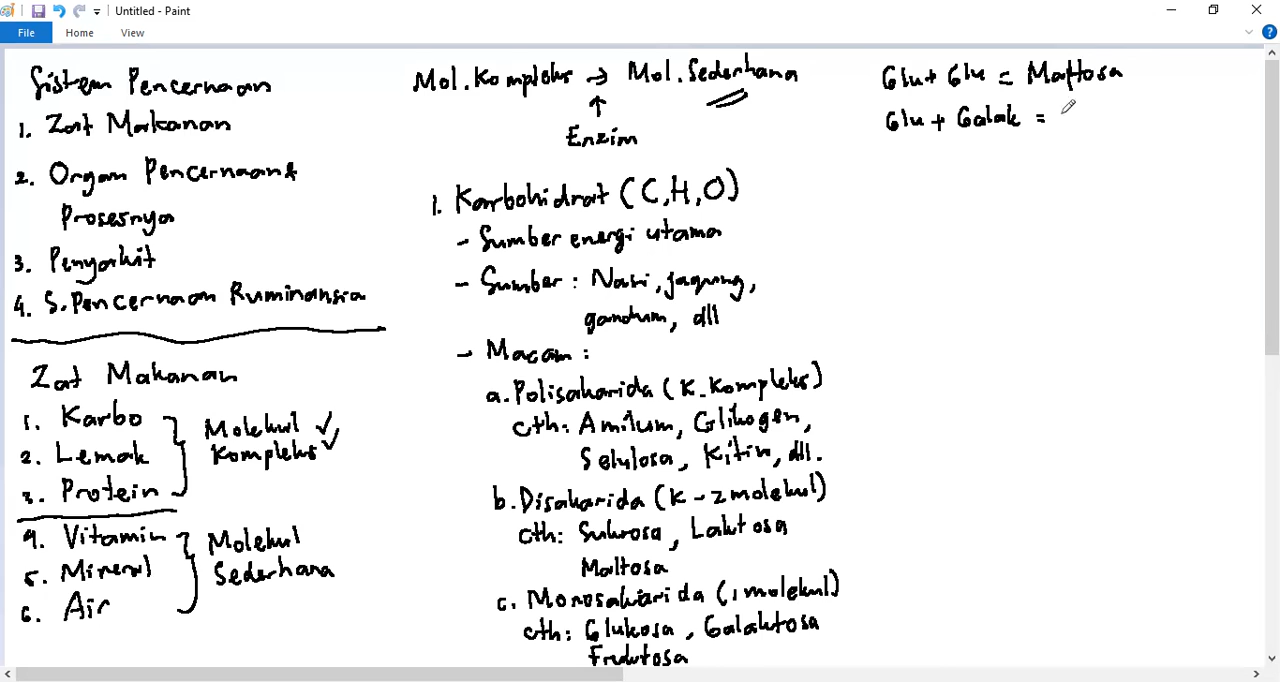 Untitled - Paint
File Home View
Sistem Pencernaan
1. Zat Makanan
2. Organ Pencernaan &
Prosesnya
3. Penyakit
4. S. Pencernaan Ruminansia
Zat Makanan
1. Karbo
2. Lemak
3. Protein
Molekul ✓
Kompleks ✓
4. Vitamin
5. Mineral
6. Air
Molekul
Sederhana
Mol. Kompleks → Mol. Sederhana
↑
Enzim
1. Karbohidrat (C, H, O)
- Sumber energi utama
- Sumber : Nasi, jagung,
gandum, dll
- Macam :
a. Polisakarida (K. Kompleks)
cth: Amilum, Glikogen,
Selulosa, Kitin, dll.
b. Disakarida (K - 2 molekul)
cth: Sukrosa, Laktosa
Maltosa
c. Monosakarida (1 molekul)
cth: Glukosa, Galaktosa
Fruktosa
Glu + Glu = Maltosa
Glu + Galak =